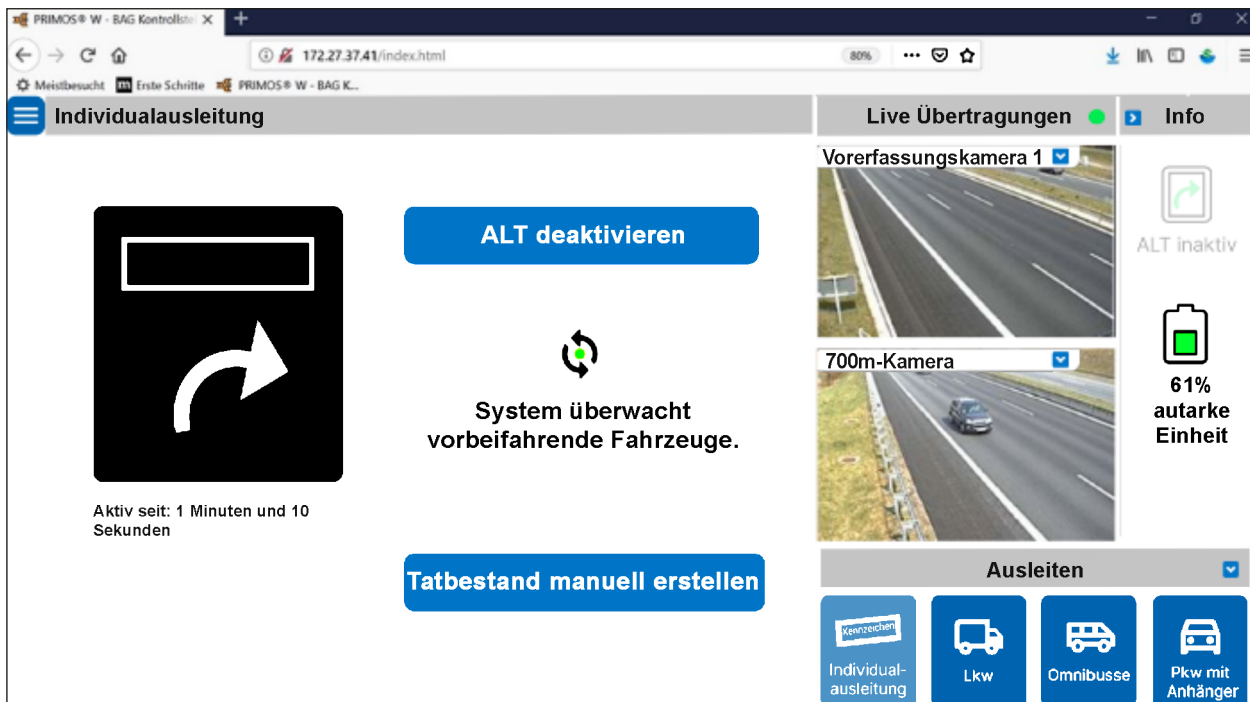 PRIMOS® W - BAG Kontrollste
172.27.37.41/index.html
80%
Meistbesucht Erste Schritte PRIMOS® W - BAG K...
Individualausleitung
Live Übertragungen
Info
Vorerfassungskamera 1
ALT inaktiv
ALT deaktivieren
System überwacht
vorbeifahrende Fahrzeuge.
Aktiv seit: 1 Minuten und 10
Sekunden
Tatbestand manuell erstellen
700m-Kamera
61%
autarke
Einheit
Ausleiten
Kennzeichen
Individual-
ausleitung
Lkw
Omnibusse
Pkw mit
Anhänger